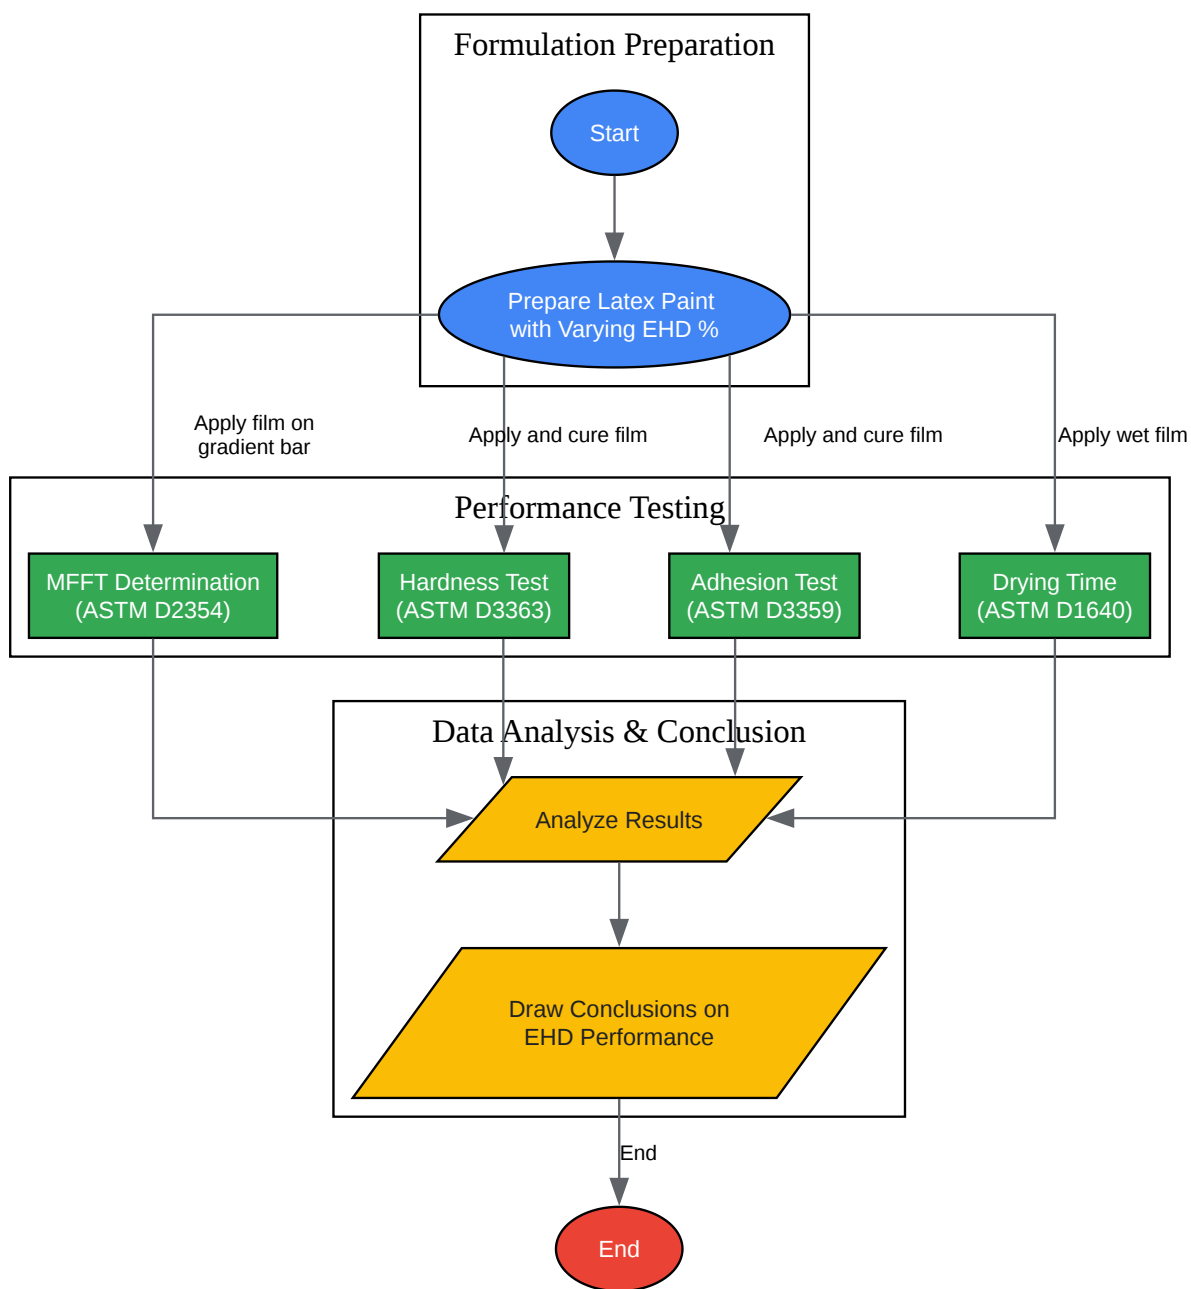 Formulation Preparation
Start
Prepare Latex Paint
with Varying EHD %
Apply film on
gradient bar
Apply and cure film
Apply and cure film
Apply wet film
Performance Testing
MFFT Determination
(ASTM D2354)
Hardness Test
(ASTM D3363)
Adhesion Test
(ASTM D3359)
Drying Time
(ASTM D1640)
Data Analysis & Conclusion
Analyze Results
Draw Conclusions on
EHD Performance
End
End